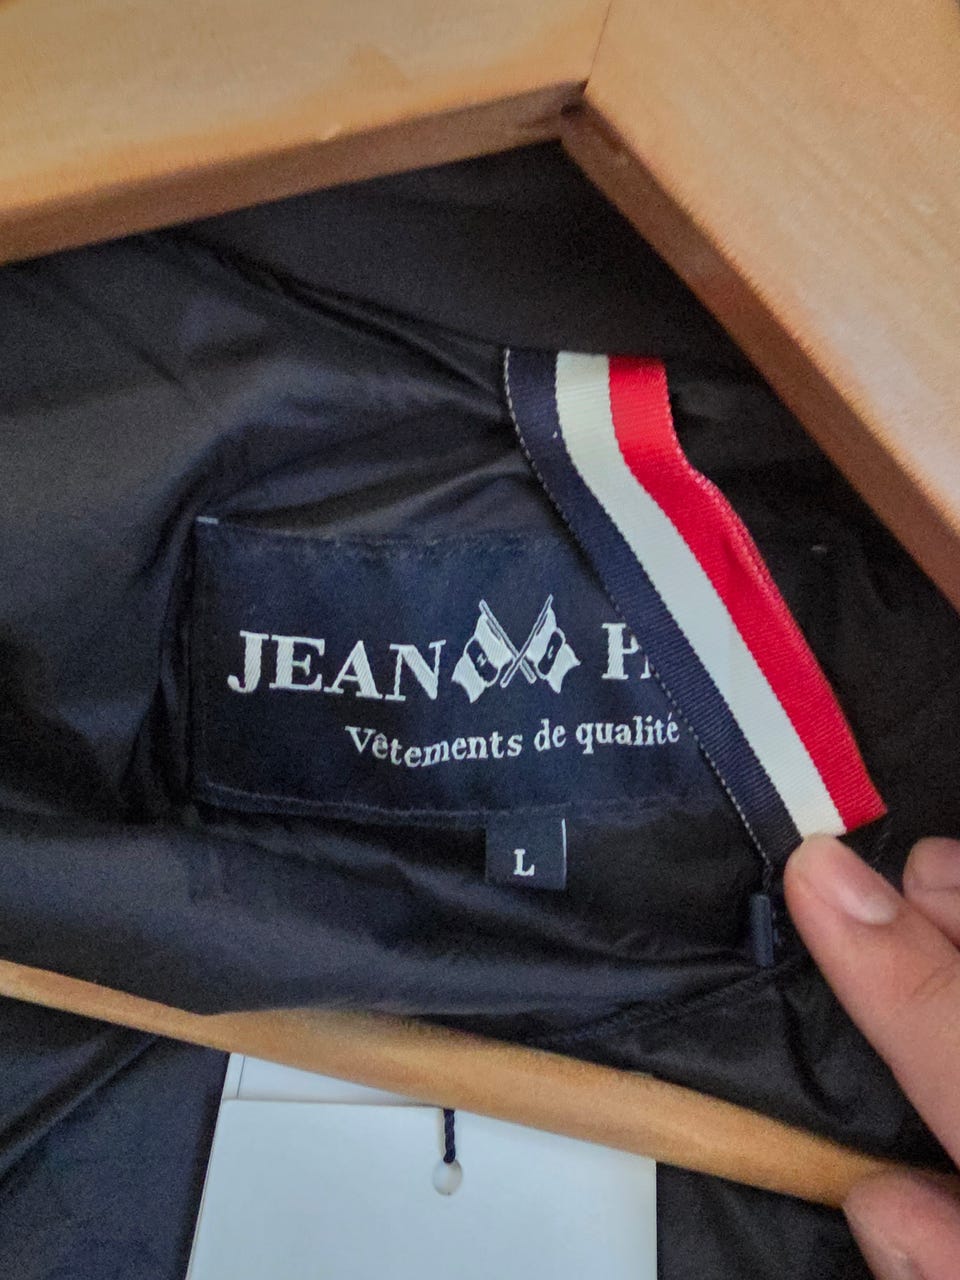 JEAN
Vêtements de qualité
L